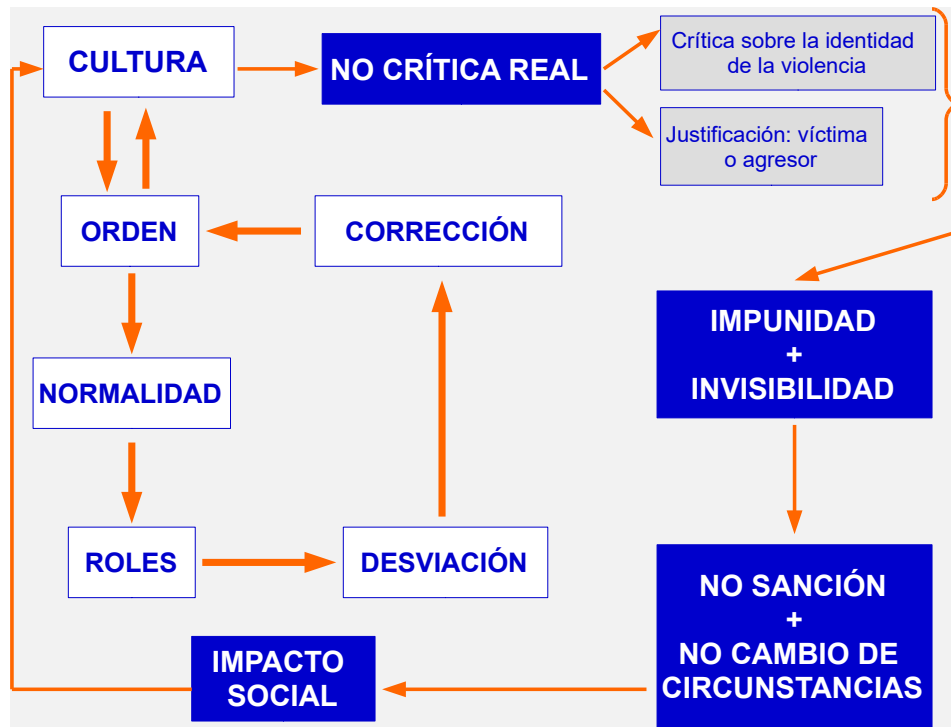 CULTURA
NO CRÍTICA REAL
Crítica sobre la identidad
de la violencia
Justificación: víctima
o agresor
ORDEN
CORRECCIÓN
IMPUNIDAD
+
INVISIBILIDAD
NORMALIDAD
ROLES
DESVIACIÓN
NO SANCIÓN
+
NO CAMBIO DE
CIRCUNSTANCIAS
IMPACTO
SOCIAL